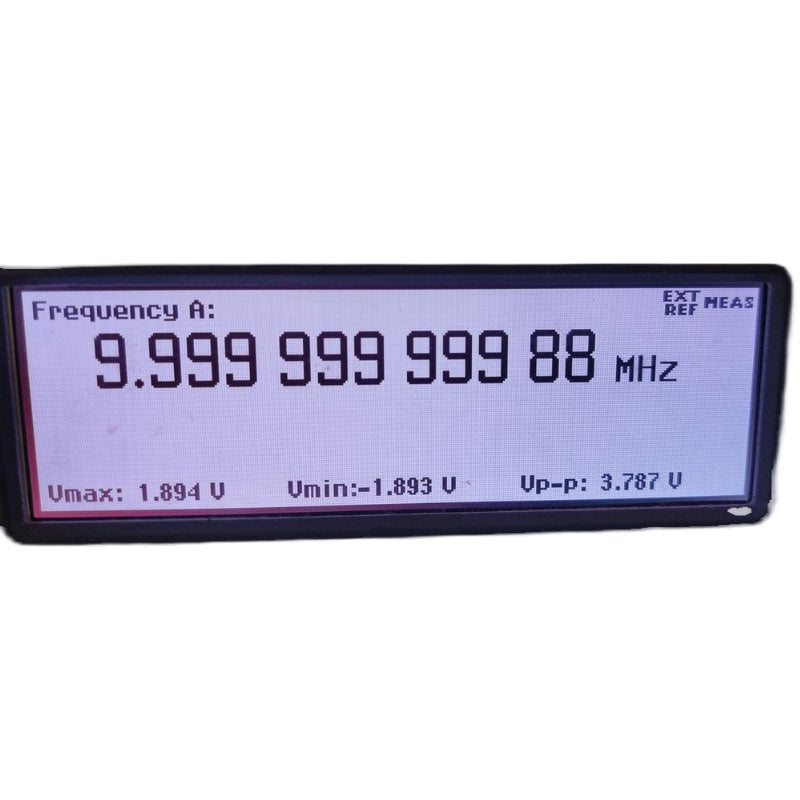 Frequency A:
EXT REF MEAS
9.999 999 999 88 MHz
Vmax: 1.894 V Vmin:-1.893 V Vp-p: 3.787 V